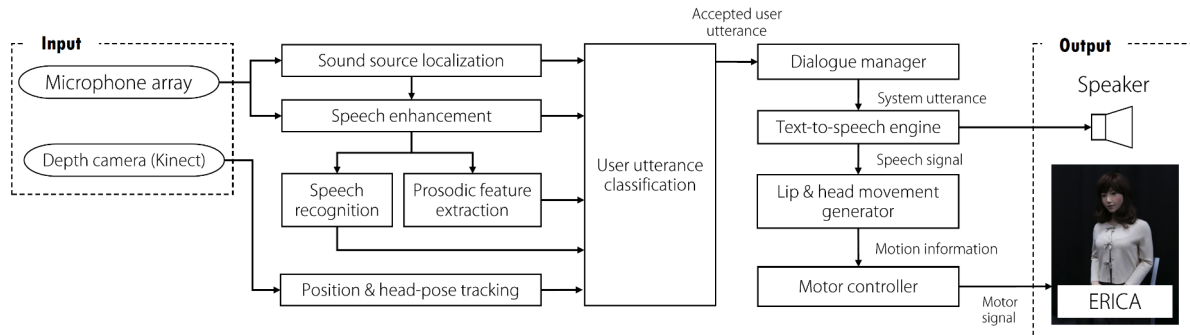 Input
Microphone array
Depth camera (Kinect)
Sound source localization
Speech enhancement
Speech
recognition
Prosodic feature
extraction
Position & head-pose tracking
User utterance
classification
Accepted user
utterance
Dialogue manager
System utterance
Text-to-speech engine
Speech signal
Lip & head movement
generator
Motion information
Motor controller
Motor
signal
Output
Speaker
ERICA